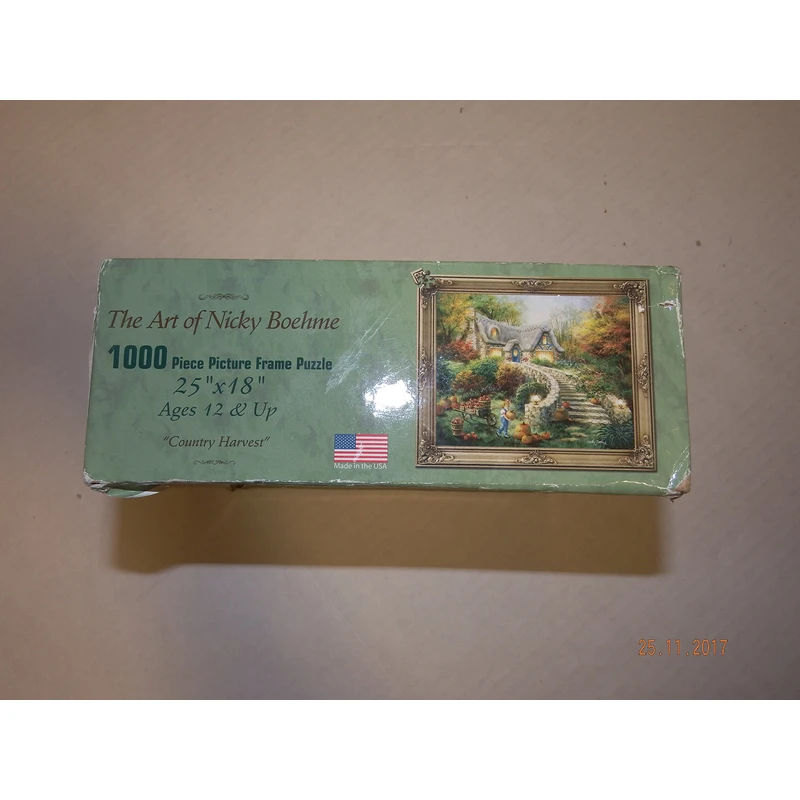 The Art of Nicky Boehme
1000 Piece Picture Frame Puzzle
25"x18"
Ages 12 & Up
"Country Harvest"
Made in the USA
25.11.2017